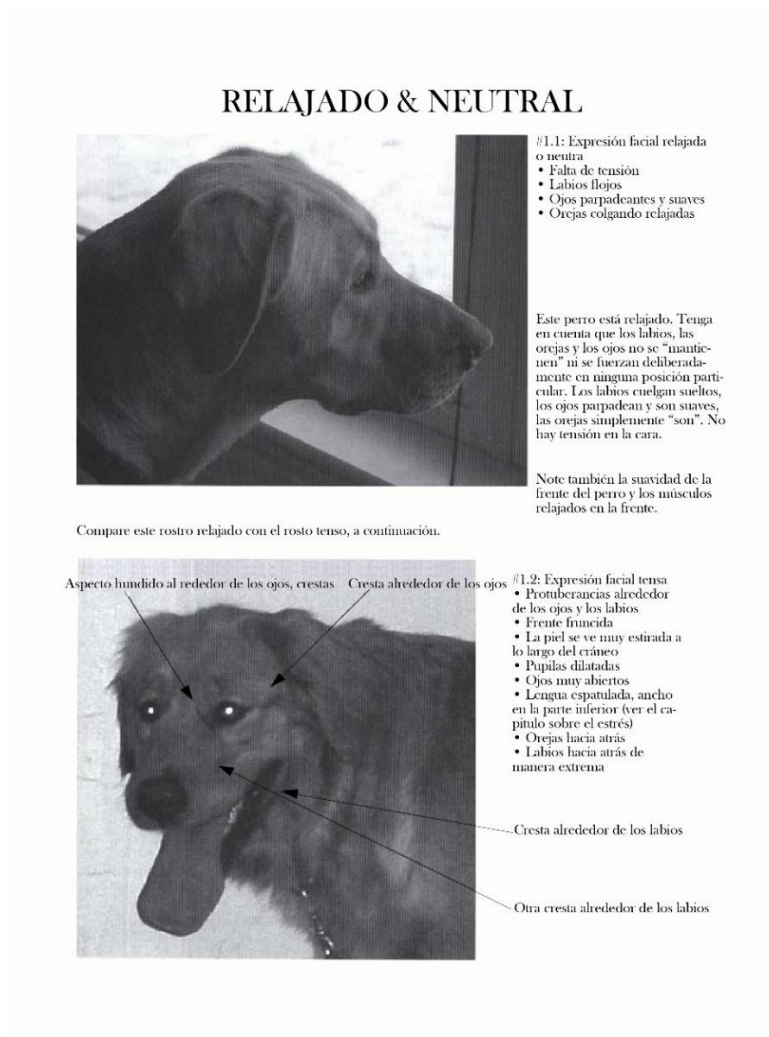 RELAJADO & NEUTRAL
#1.1: Expresión facial relajada
o neutra
• Falta de tensión
• Labios flojos
• Ojos parpadeantes y suaves
• Orejas colgando relajadas
Este perro está relajado. Tenga
en cuenta que los labios, las
orejas y los ojos no se “mantie-
nen” ni se fuerzan deliberada-
mente en ninguna posición parti-
cular. Los labios cuelgan sueltos,
los ojos parpadean y son suaves,
las orejas simplemente “son”. No
hay tensión en la cara.
Note también la suavidad de la
frente del perro y los músculos
relajados en la frente.
Compare este rostro relajado con el rosto tenso, a continuación.
Aspecto hundido al rededor de los ojos, crestas
Cresta alrededor de los ojos
#1.2: Expresión facial tensa
• Protuberancias alrededor
de los ojos y los labios
• Frente fruncida
• La piel se ve muy estirada a
lo largo del cráneo
• Pupilas dilatadas
• Ojos muy abiertos
• Lengua espatulada, ancho
en la parte inferior (ver el ca-
pitulo sobre el estrés)
• Orejas hacia atrás
• Labios hacia atrás de
manera extrema
Cresta alrededor de los labios
Otra cresta alrededor de los labios